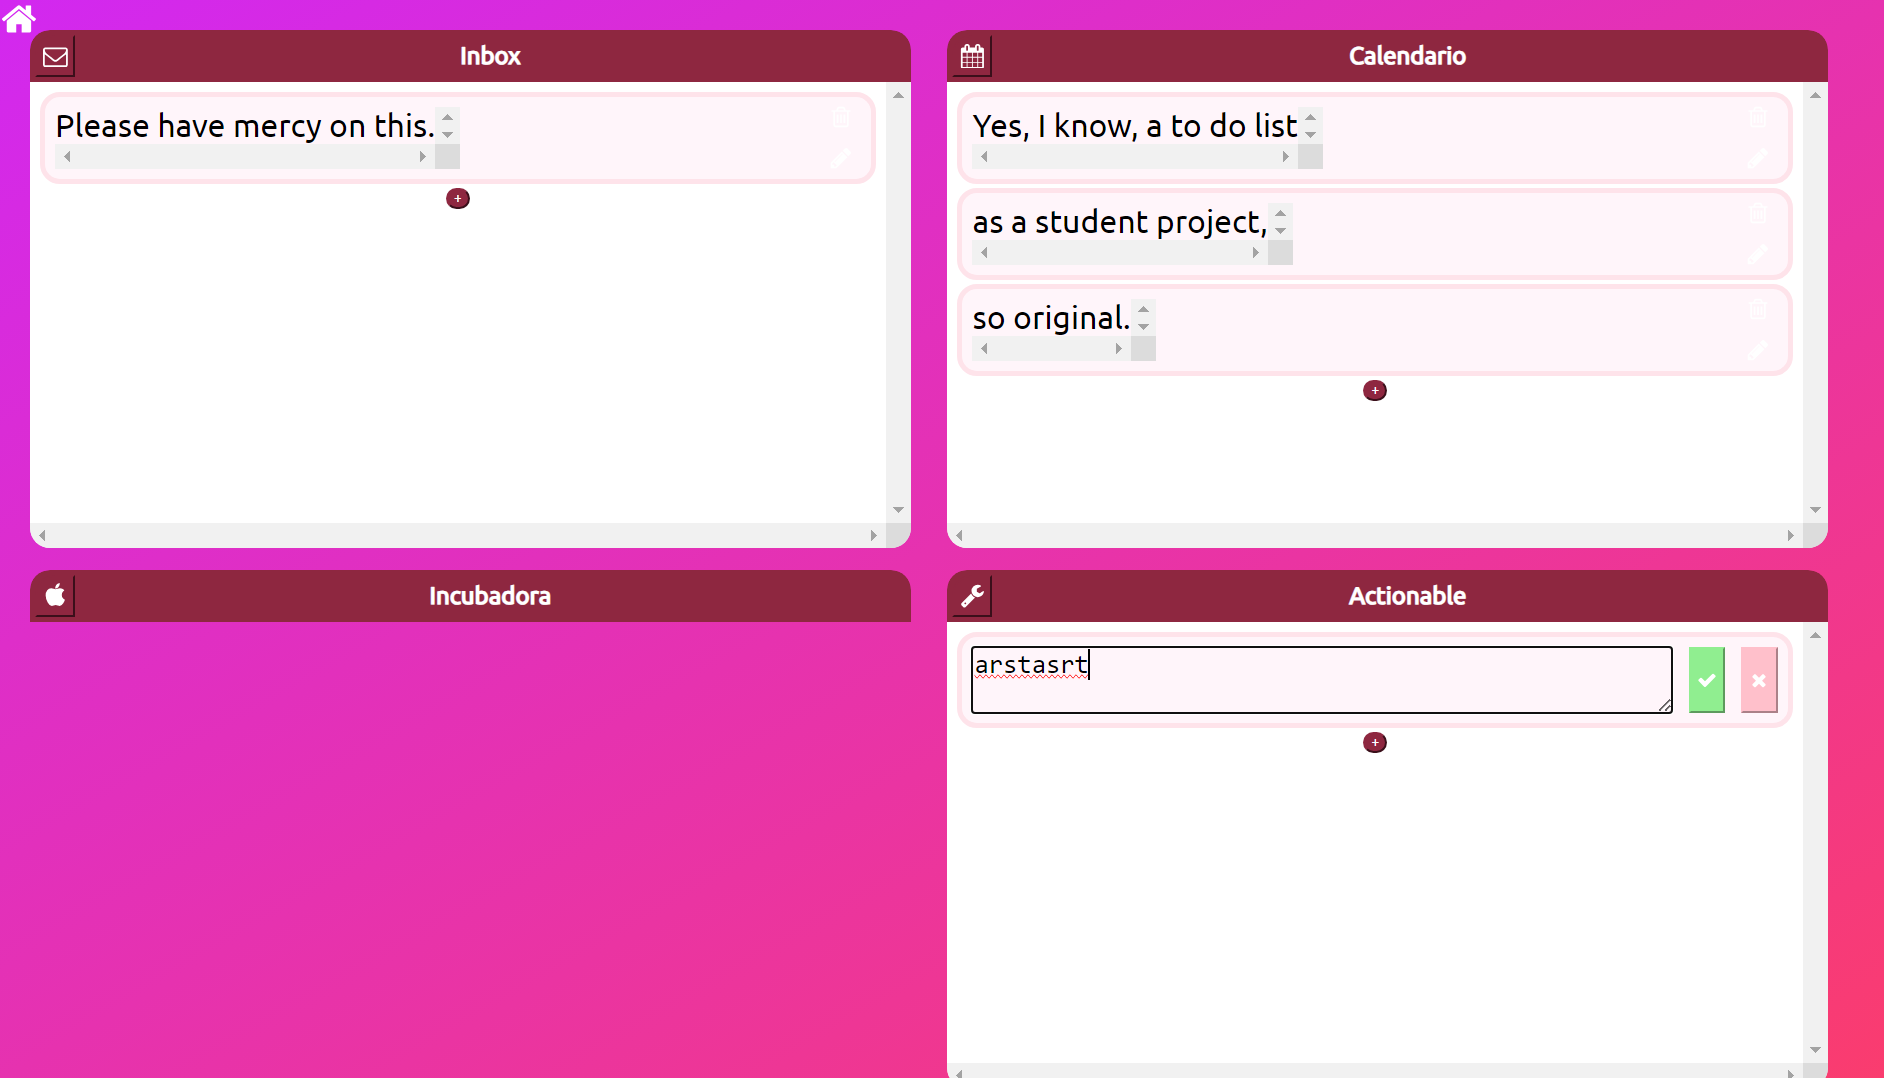 Inbox
Please have mercy on this.
+
Calendario
Yes, I know, a to do list
as a student project,
so original.
+
Incubadora
Actionable
arstasrt
+